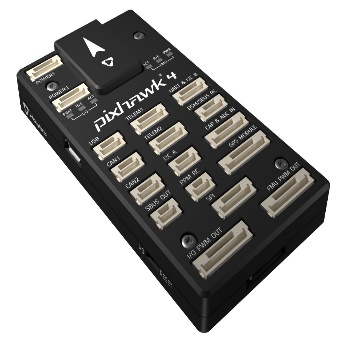 POWER1
POWER2
pixhawk 4
UART & I2C B
USB
TELEM1
DSM/SBUS RC
CAN1
TELEM2
CAP & ADC IN
CAN2
I2C A
GPS MODULE
SBUS OUT
PPM RC
SPI
I/O PWM OUT
FMU PWM OUT